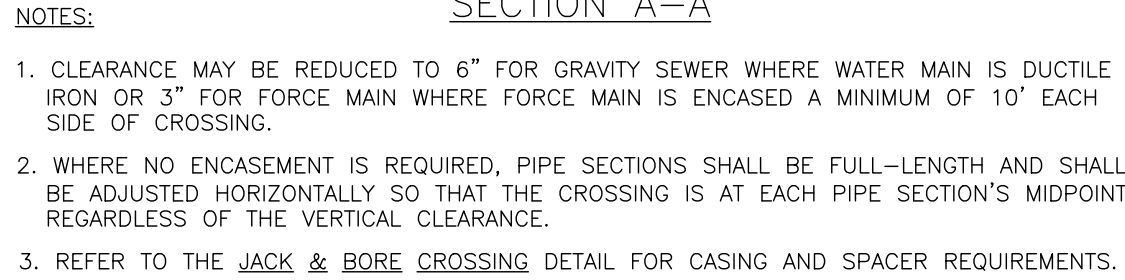 SECTION A–A
NOTES:
1. CLEARANCE MAY BE REDUCED TO 6” FOR GRAVITY SEWER WHERE WATER MAIN IS DUCTILE
IRON OR 3” FOR FORCE MAIN WHERE FORCE MAIN IS ENCASED A MINIMUM OF 10’ EACH
SIDE OF CROSSING.
2. WHERE NO ENCASEMENT IS REQUIRED, PIPE SECTIONS SHALL BE FULL–LENGTH AND SHALL
BE ADJUSTED HORIZONTALLY SO THAT THE CROSSING IS AT EACH PIPE SECTION’S MIDPOINT
REGARDLESS OF THE VERTICAL CLEARANCE.
3. REFER TO THE JACK & BORE CROSSING DETAIL FOR CASING AND SPACER REQUIREMENTS.